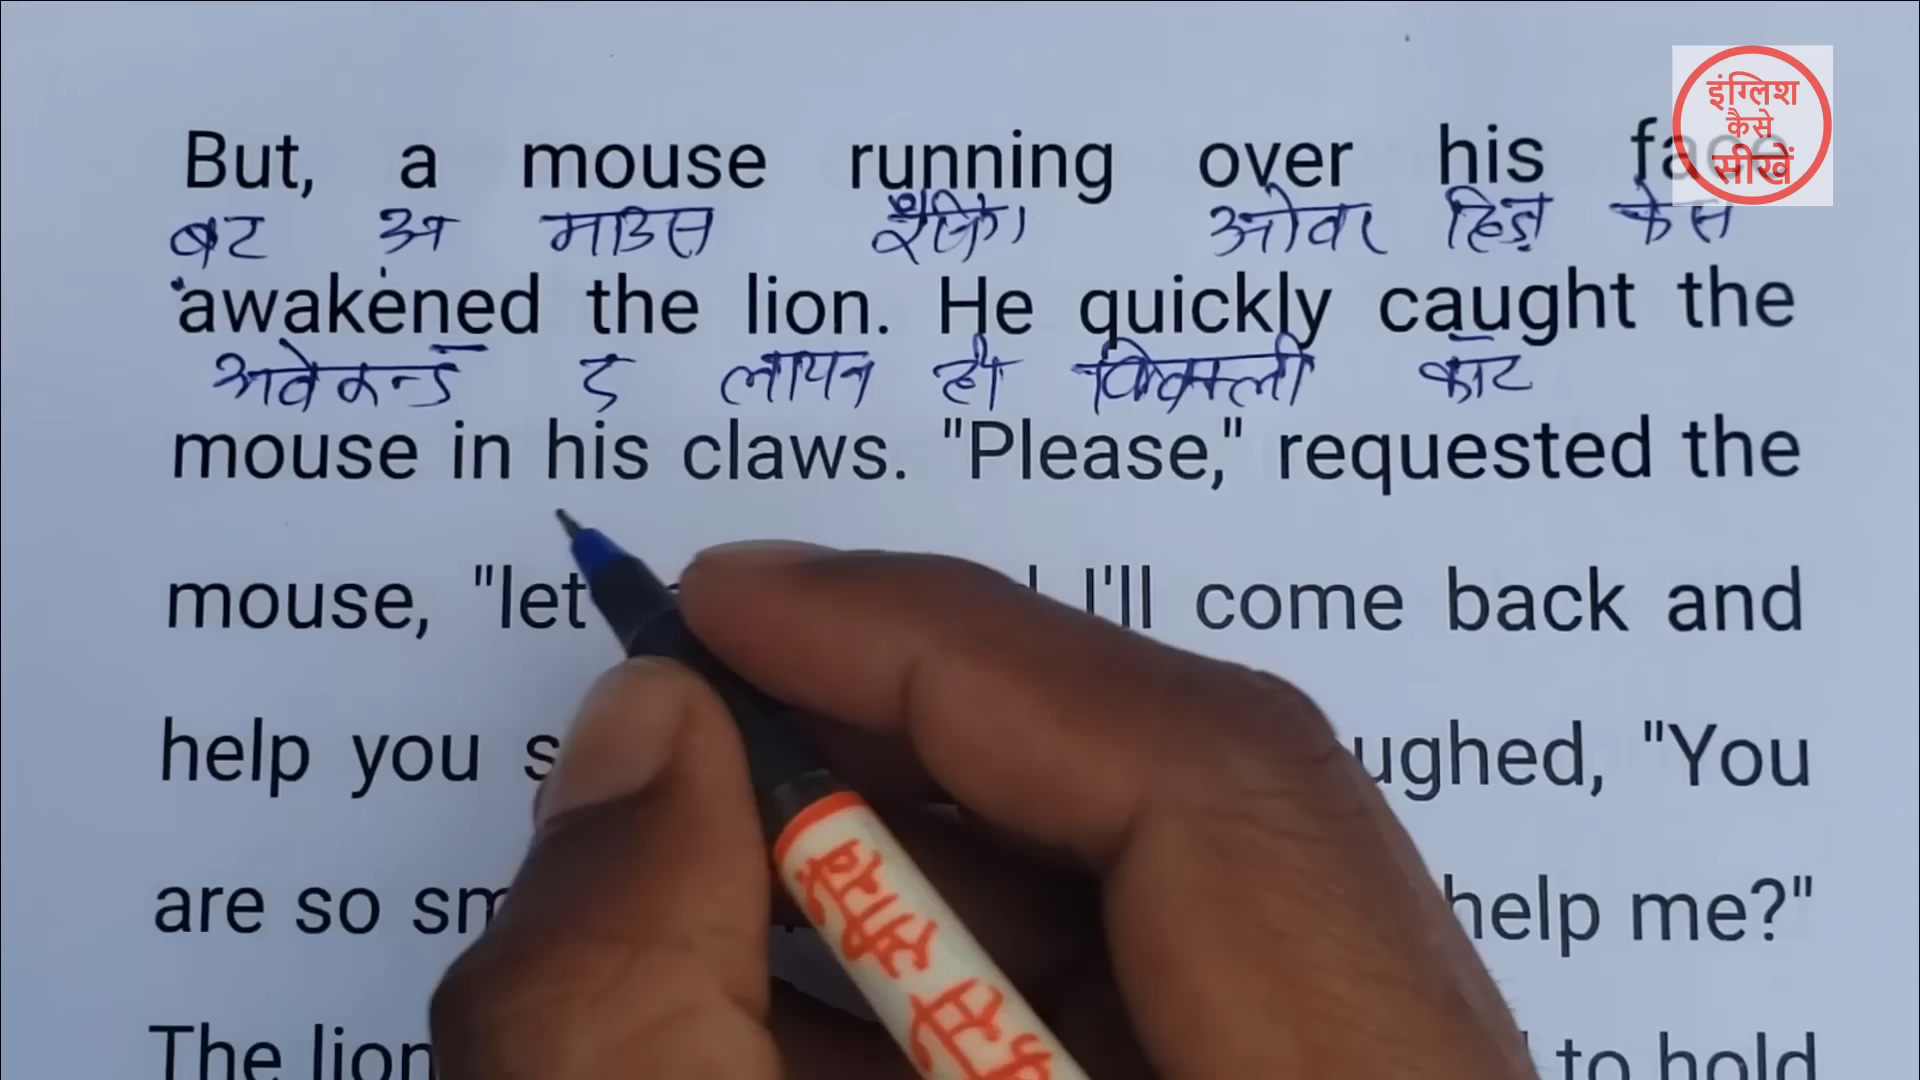 इंग्लिश
कैसे
सीखें
But, a mouse running over his face
बट अ माउस ओवर हिज़ फेस
awakened the lion. He quickly caught the
अवेकन्ड द लायन ही क्विक्ली कॉट
mouse in his claws. "Please," requested the
mouse, "let I'll come back and
help you s ughed, "You
are so sm help me?"
The lion to hold